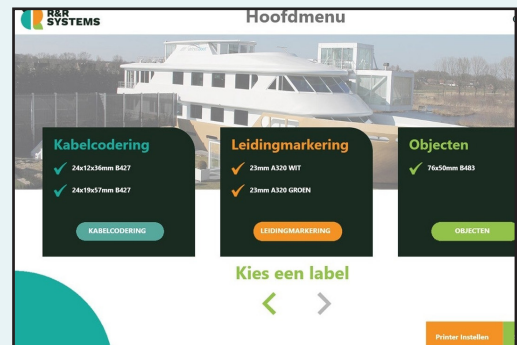 R&R
SYSTEMS
Hoofdmenu
Kabelcodering
24x12x36mm B427
24x19x57mm B427
KABELCODERING
Leidingmarkering
23mm A320 WIT
23mm A320 GROEN
LEIDINGMARKERING
Objecten
76x50mm B483
OBJECTEN
Kies een label
Printer Instellen